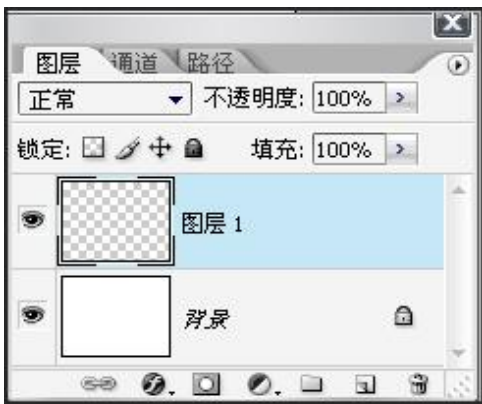 图层 通道 路径
正常 不透明度: 100%
锁定: 填充: 100%
图层 1
背景